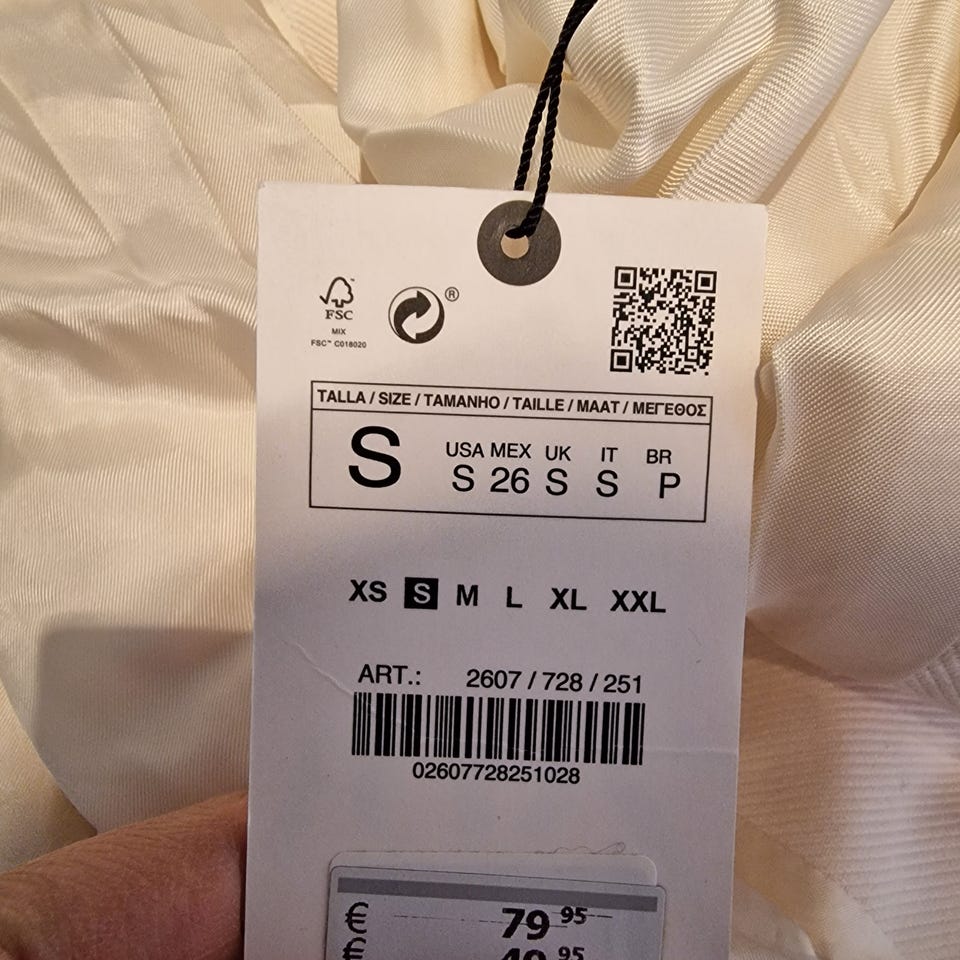 FSC™
MIX
FSC™ C018020
®
TALLA / SIZE / TAMANHO / TAILLE / MAAT / ΜΕΓΕΘΟΣ
S
USA MEX UK IT BR
S 26 S S P
XS S M L XL XXL
ART.: 2607 / 728 / 251
02607728251028
€ 79 95
€ 49 95